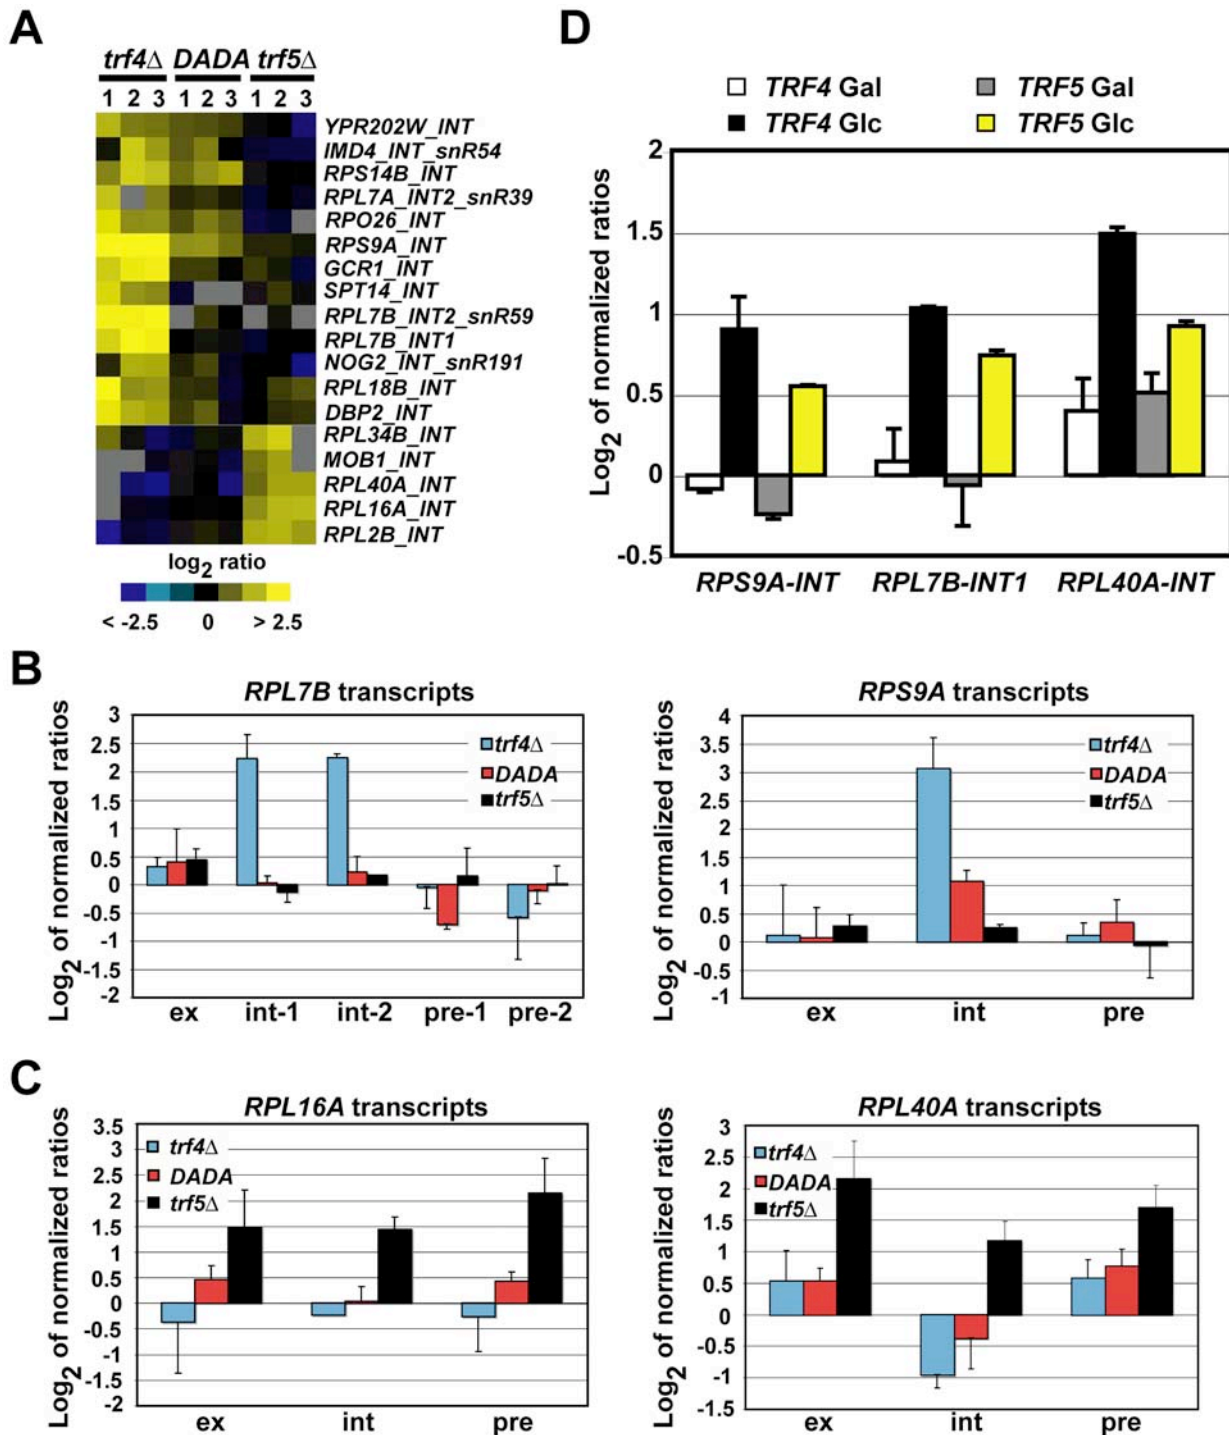 A
trf4Δ DADA trf5Δ
1 2 3 1 2 3 1 2 3
YPR202W_INT
IMD4_INT_snR54
RPS14B_INT
RPL7A_INT2_snR39
RPO26_INT
RPS9A_INT
GCR1_INT
SPT14_INT
RPL7B_INT2_snR59
RPL7B_INT1
NOG2_INT_snR191
RPL18B_INT
DBP2_INT
RPL34B_INT
MOB1_INT
RPL40A_INT
RPL16A_INT
RPL2B_INT
log2 ratio
< -2.5 0 > 2.5
D
TRF4 Gal TRF5 Gal
TRF4 Glc TRF5 Glc
Log2 of normalized ratios
2
1.5
1
0.5
0
-0.5
RPS9A-INT RPL7B-INT1 RPL40A-INT
B
RPL7B transcripts
Log2 of normalized ratios
3
2.5
2
1.5
1
0.5
0
-0.5
-1
-1.5
-2
trf4Δ
DADA
trf5Δ
ex int-1 int-2 pre-1 pre-2
RPS9A transcripts
Log2 of normalized ratios
4
3.5
3
2.5
2
1.5
1
0.5
0
-0.5
-1
trf4Δ
DADA
trf5Δ
ex int pre
C
RPL16A transcripts
Log2 of normalized ratios
3.5
3
2.5
2
1.5
1
0.5
0
-0.5
-1
-1.5
-2
trf4Δ
DADA
trf5Δ
ex int pre
RPL40A transcripts
Log2 of normalized ratios
3
2.5
2
1.5
1
0.5
0
-0.5
-1
-1.5
trf4Δ
DADA
trf5Δ
ex int pre